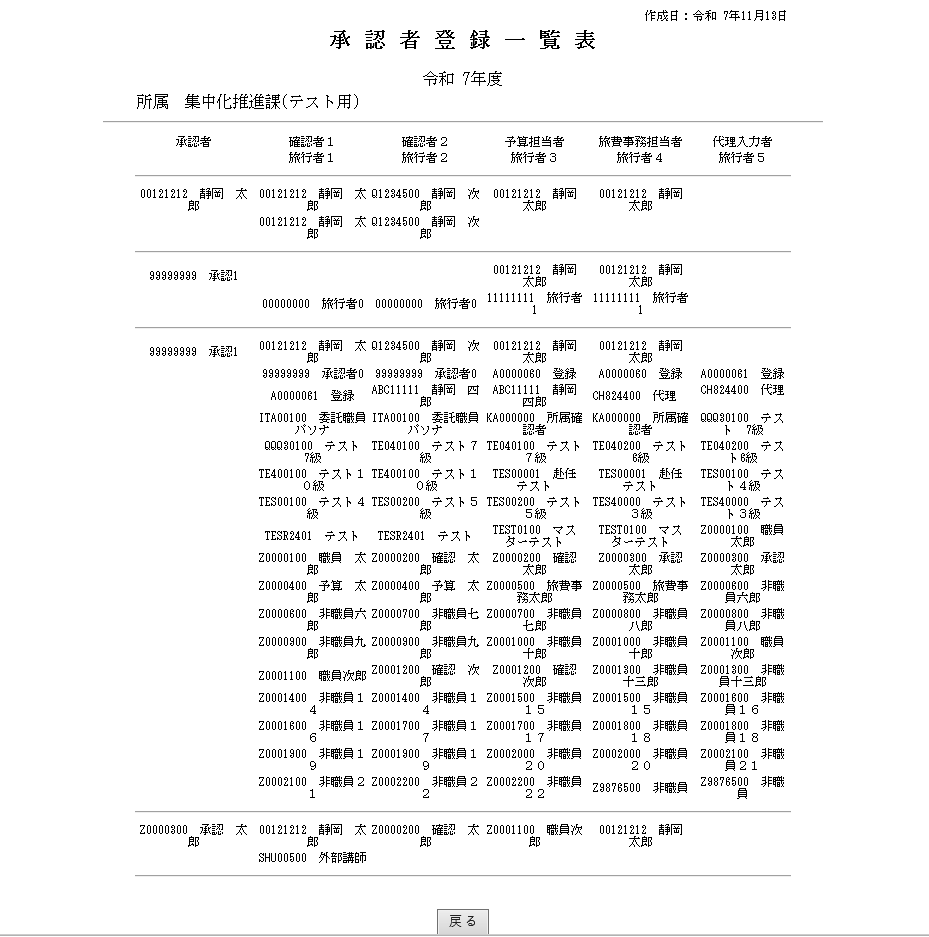 作成日：令和 7年11月13日
承 認 者 登 録 一 覧 表
令和 7年度
所属　集中化推進課(テスト用)
承認者　確認者１　確認者２　予算担当者　旅費事務担当者　代理入力者
旅行者１　旅行者２　旅行者３　旅行者４　旅行者５
00121212　静岡　太　00121212　静岡　太　Q1234500　静岡　次　00121212　静岡　00121212　静岡
郎　郎　郎　太郎　太郎
00121212　静岡　太　Q1234500　静岡　次
郎　郎
00121212　静岡　00121212　静岡
99999999　承認1　太郎　太郎
00000000　旅行者0　00000000　旅行者0　11111111　旅行者　11111111　旅行者
1　1
00121212　静岡　太　Q1234500　静岡　次　00121212　静岡　00121212　静岡
99999999　承認1　郎　郎　太郎　太郎
99999999　承認者0　99999999　承認者0　A0000060　登録　A0000060　登録　A0000061　登録
A0000061　登録　ABC11111　静岡　四　ABC11111　静岡　CH824400　代理　CH824400　代理
郎　四郎
ITA00100　委託職員　ITA00100　委託職員　KA000000　所属確　KA000000　所属確　QQQ30100　テス
パソナ　パソナ　認者　認者　ト　7級
QQQ30100　テスト　TE040100　テスト７　TE040100　テスト　TE040200　テスト　TE040200　テス
7級　級　７級　6級　ト6級
TE400100　テスト１　TE400100　テスト１　TES00001　赴任　TES00001　赴任　TES00100　テス
０級　０級　テスト　テスト　ト４級
TES00100　テスト４　TES00200　テスト５　TES00200　テスト　TES40000　テスト　TES40000　テス
級　級　５級　３級　ト３級
TESR2401　テスト　TESR2401　テスト　TEST0100　マス　TEST0100　マス　Z0000100　職員
ターテスト　ターテスト　太郎
Z0000100　職員　太　Z0000200　確認　太　Z0000200　確認　Z0000300　承認　Z0000300　承認
郎　郎　太郎　太郎　太郎
Z0000400　予算　太　Z0000400　予算　太　Z0000500　旅費事　Z0000500　旅費事　Z0000600　非職
郎　郎　務太郎　務太郎　員六郎
Z0000600　非職員六　Z0000700　非職員七　Z0000700　非職員　Z0000800　非職員　Z0000800　非職
郎　郎　七郎　八郎　員八郎
Z0000900　非職員九　Z0000900　非職員九　Z0001000　非職員　Z0001000　非職員　Z0001100　職員
郎　郎　十郎　十郎　次郎
Z0001100　職員次郎　Z0001200　確認　次　Z0001200　確認　Z0001300　非職員　Z0001300　非職
郎　次郎　十三郎　員十三郎
Z0001400　非職員１　Z0001400　非職員１　Z0001500　非職員　Z0001500　非職員　Z0001600　非職
４　４　１５　１５　員１６
Z0001600　非職員１　Z0001700　非職員１　Z0001700　非職員　Z0001800　非職員　Z0001800　非職
６　７　１７　１８　員１８
Z0001900　非職員１　Z0001900　非職員１　Z0002000　非職員　Z0002000　非職員　Z0002100　非職
９　９　２０　２０　員２１
Z0002100　非職員２　Z0002200　非職員２　Z0002200　非職員　Z9876500　非職員　Z9876500　非職
１　２　２２　員
Z0000300　承認　太　00121212　静岡　太　Z0000200　確認　太　Z0001100　職員次　00121212　静岡
郎　郎　郎　郎　太郎
SHU00500　外部講師
戻る